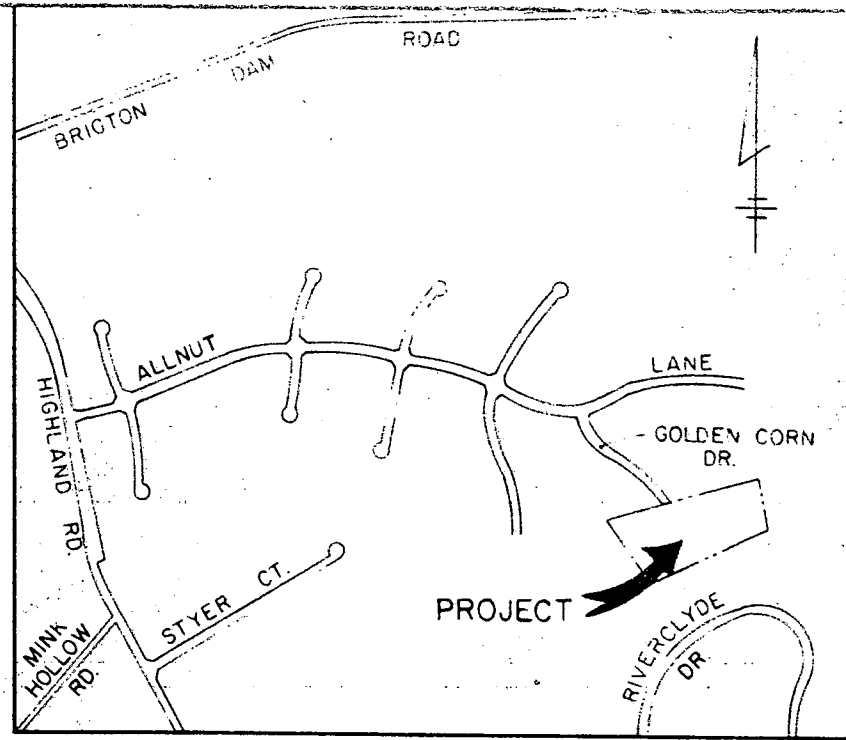 ROAD
DAM
BRIGTON
ALLNUT
LANE
HIGHLAND RD.
GOLDEN CORN
DR.
STYER CT.
PROJECT
MINK
HOLLOW
RD.
RIVERCLYDE
DR